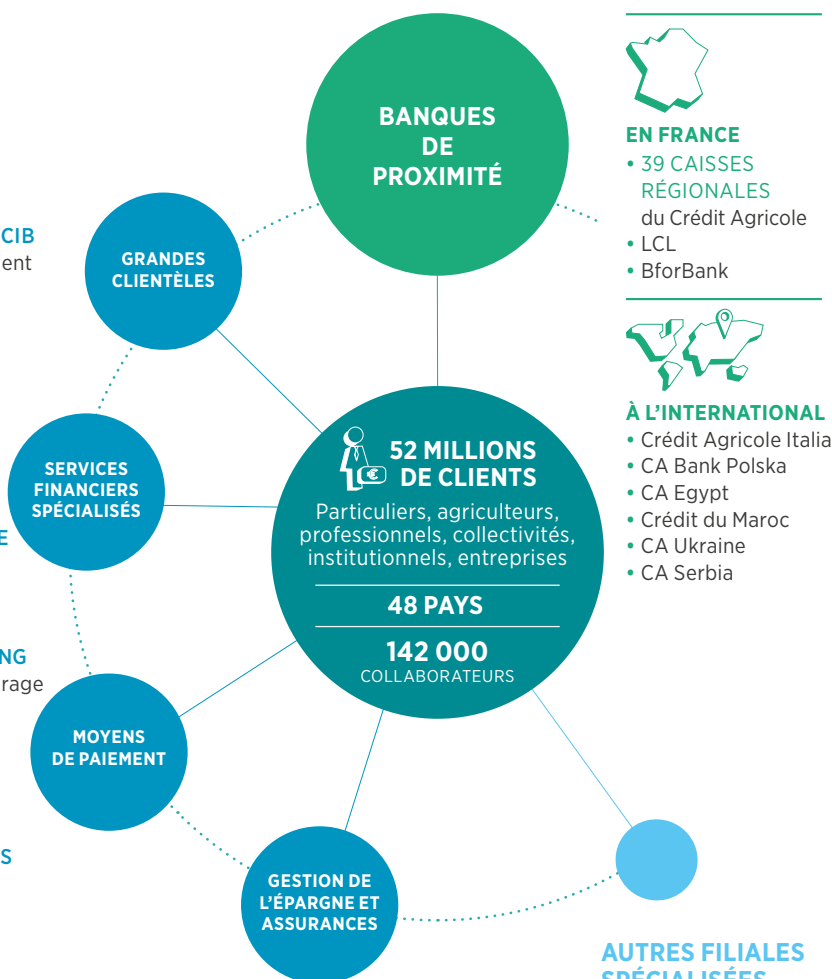 BANQUES
DE
PROXIMITÉ
EN FRANCE
• 39 CAISSES
RÉGIONALES
du Crédit Agricole
• LCL
• BforBank
À L’INTERNATIONAL
• Crédit Agricole Italia
• CA Bank Polska
• CA Egypt
• Crédit du Maroc
• CA Ukraine
• CA Serbia
CIB
GRANDES
CLIENTÈLES
SERVICES
FINANCIERS
SPÉCIALISÉS
52 MILLIONS
DE CLIENTS
Particuliers, agriculteurs,
professionnels, collectivités,
institutionnels, entreprises
48 PAYS
142 000
COLLABORATEURS
MOYENS
DE PAIEMENT
GESTION DE
L’ÉPARGNE ET
ASSURANCES
AUTRES FILIALES
SPÉCIALISÉES